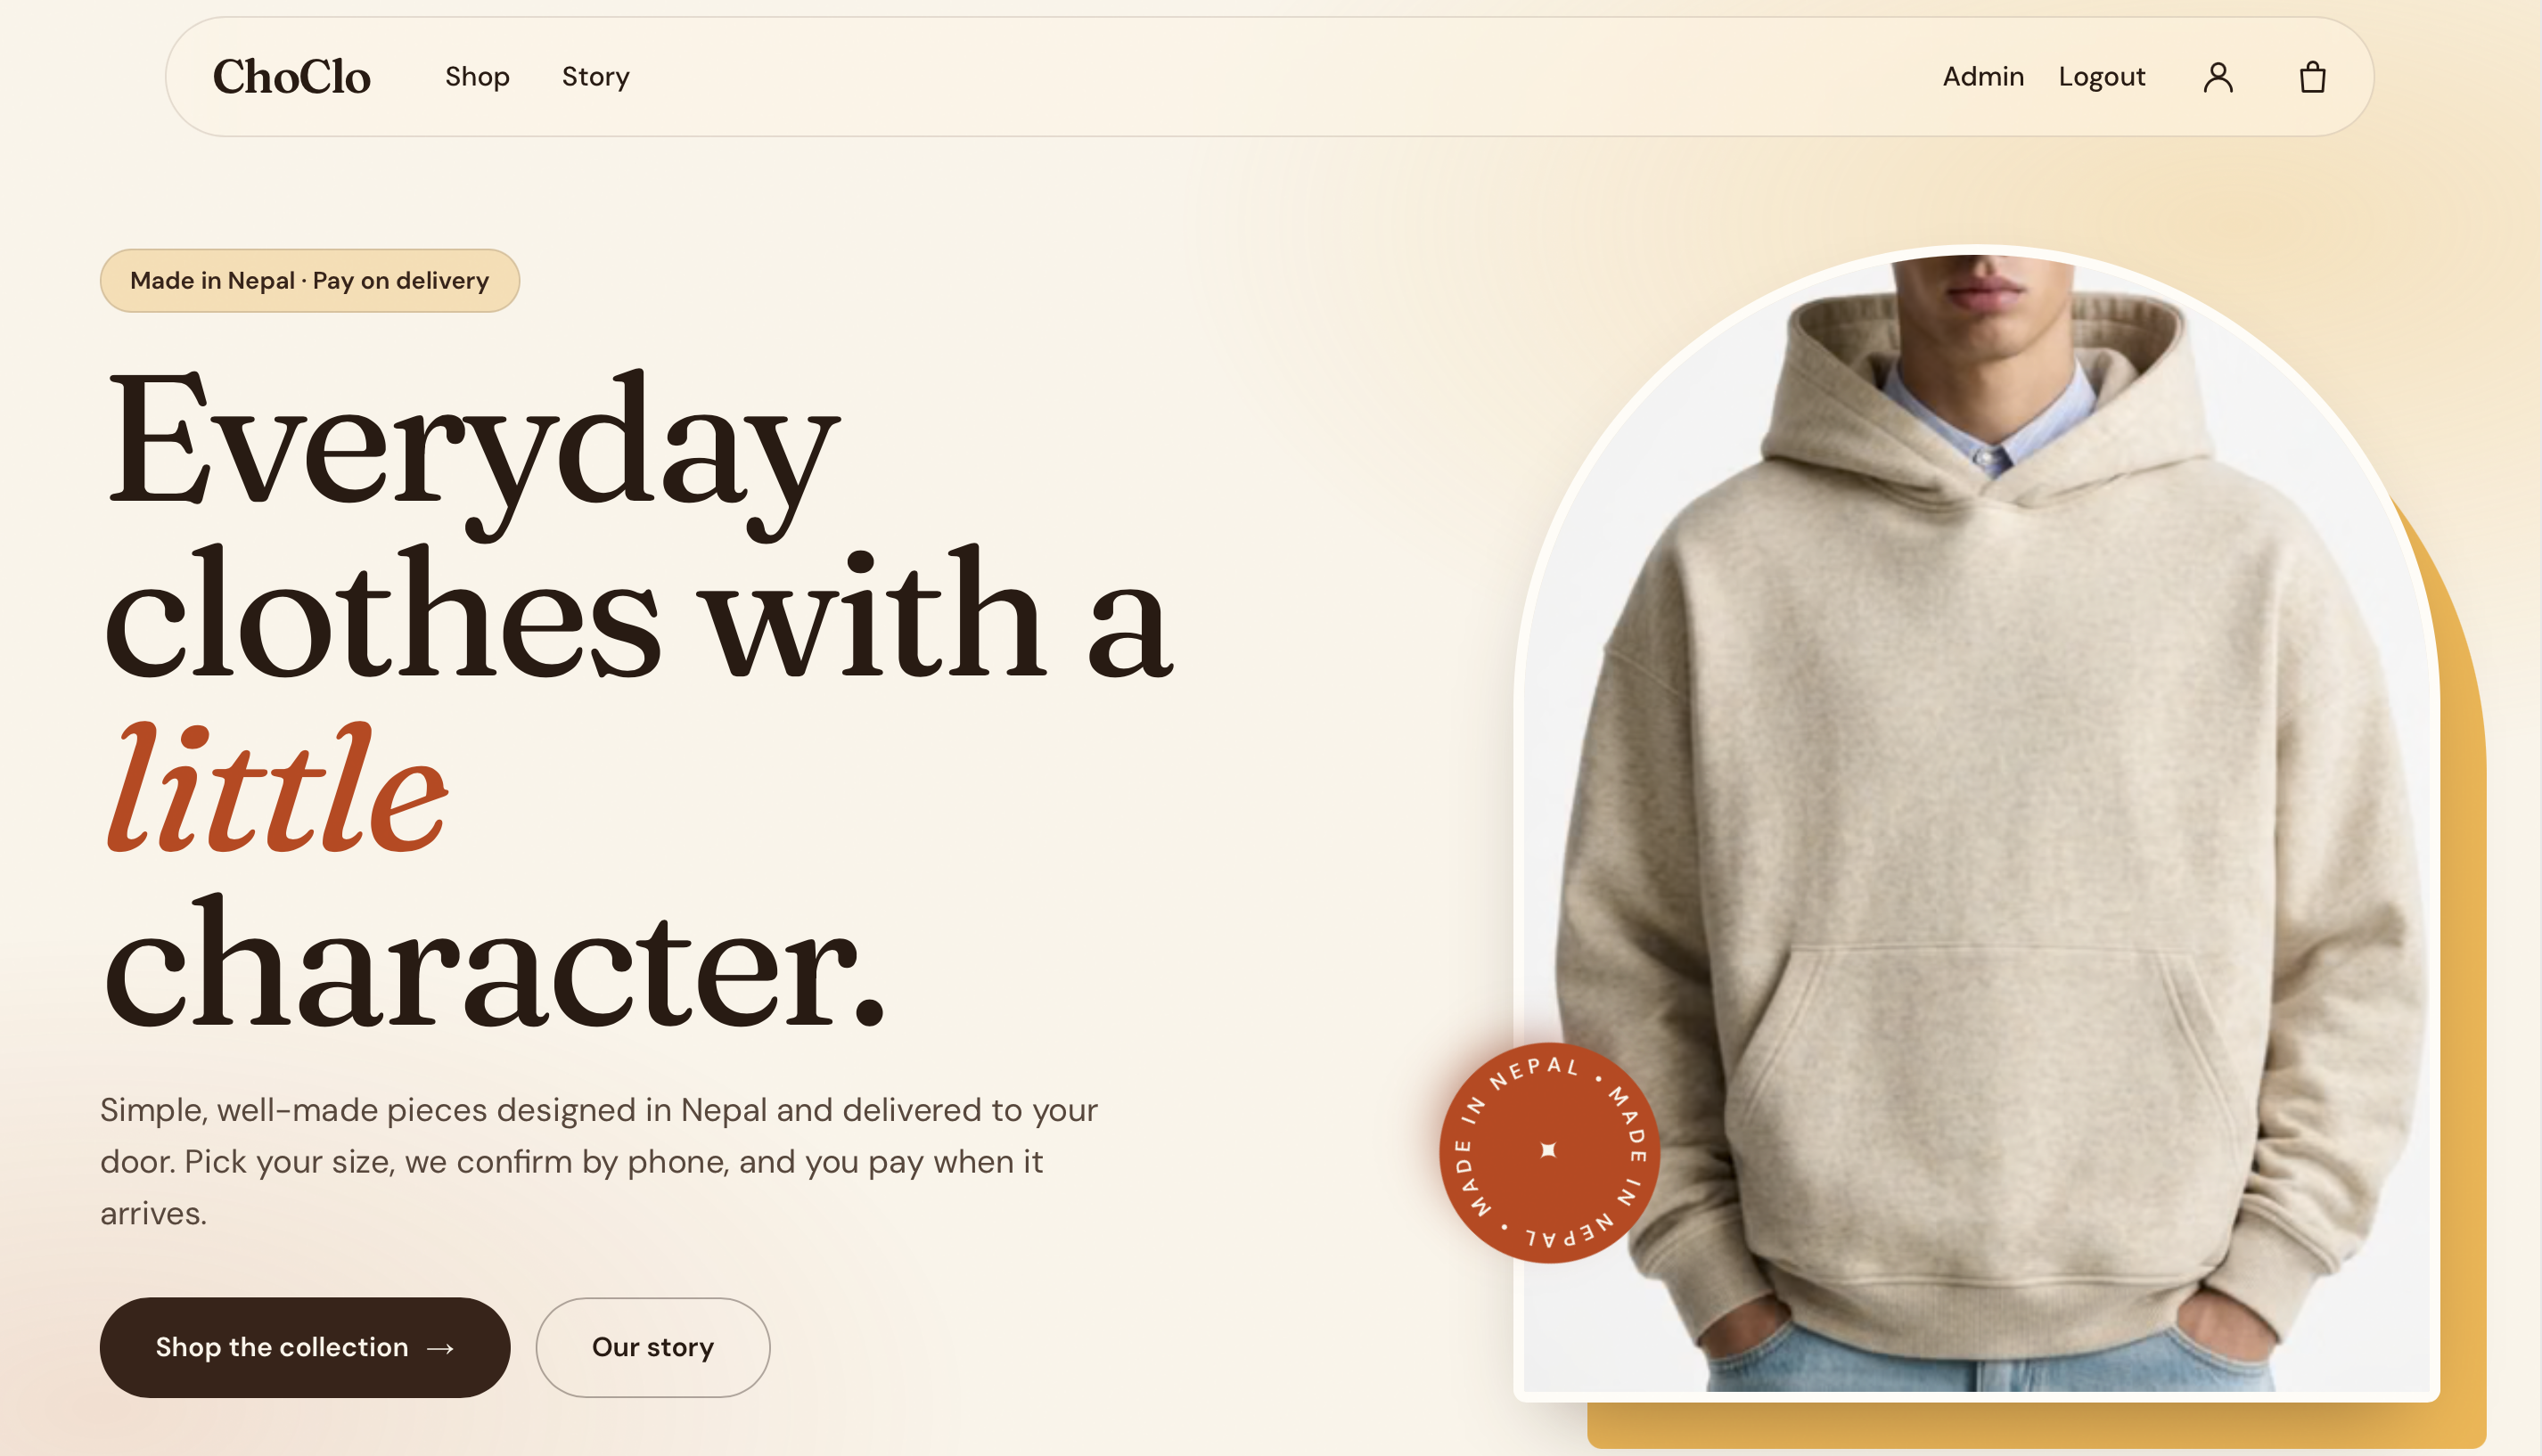 ChoClo
Shop
Story
Admin
Logout
Made in Nepal · Pay on delivery
Everyday
clothes with a
little
character.
Simple, well-made pieces designed in Nepal and delivered to your
door. Pick your size, we confirm by phone, and you pay when it
arrives.
MADE IN NEPAL • MADE IN NEPAL •
Shop the collection →
Our story